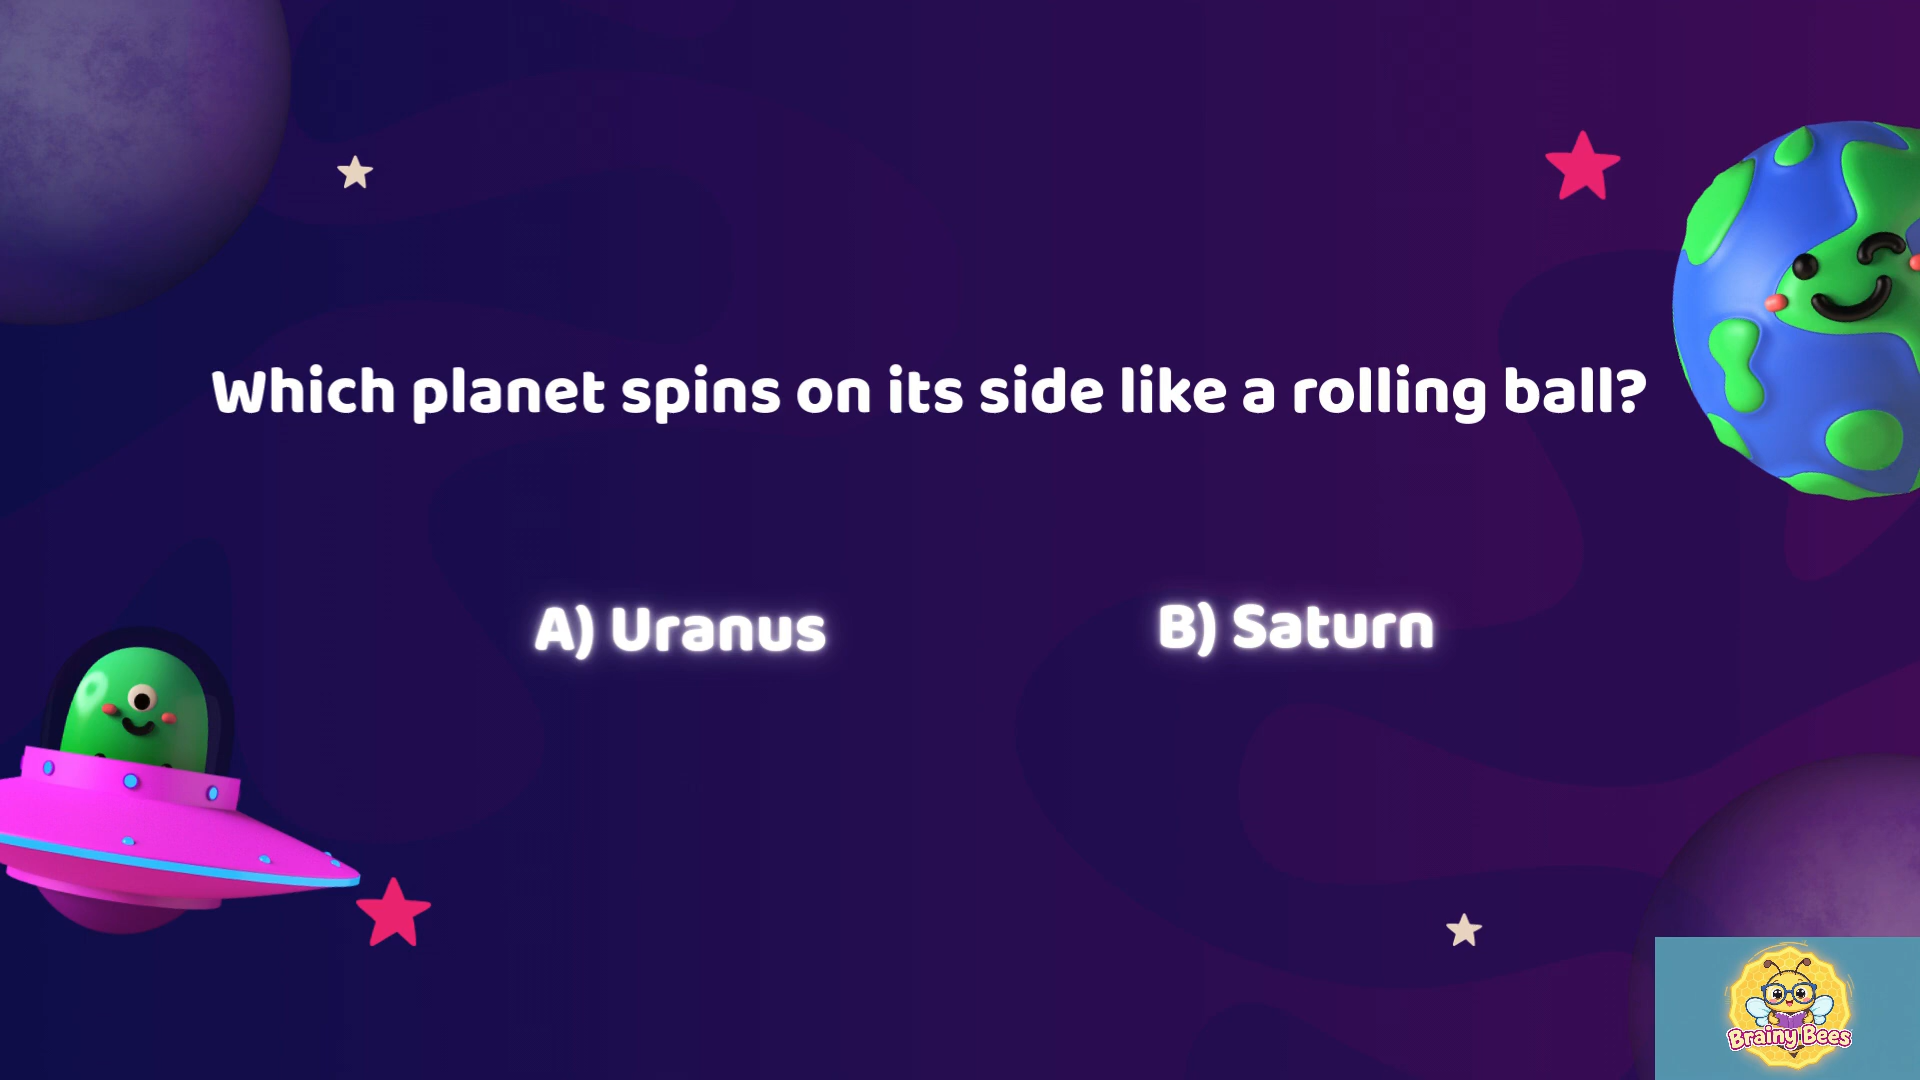 Which planet spins on its side like a rolling ball?
A) Uranus
B) Saturn
Brainy Bees